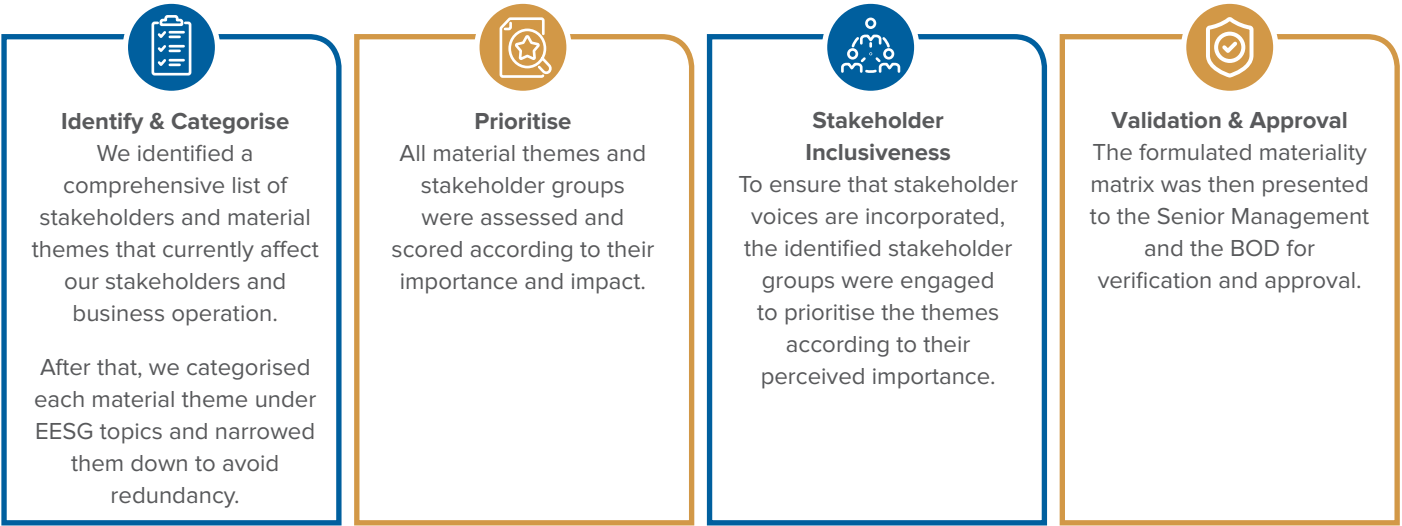 Identify & Categorise
We identified a
comprehensive list of
stakeholders and material
themes that currently affect
our stakeholders and
business operation.
After that, we categorised
each material theme under
EESG topics and narrowed
them down to avoid
redundancy.
Prioritise
All material themes and
stakeholder groups
were assessed and
scored according to their
importance and impact.
Stakeholder
Inclusiveness
To ensure that stakeholder
voices are incorporated,
the identified stakeholder
groups were engaged
to prioritise the themes
according to their
perceived importance.
Validation & Approval
The formulated materiality
matrix was then presented
to the Senior Management
and the BOD for
verification and approval.